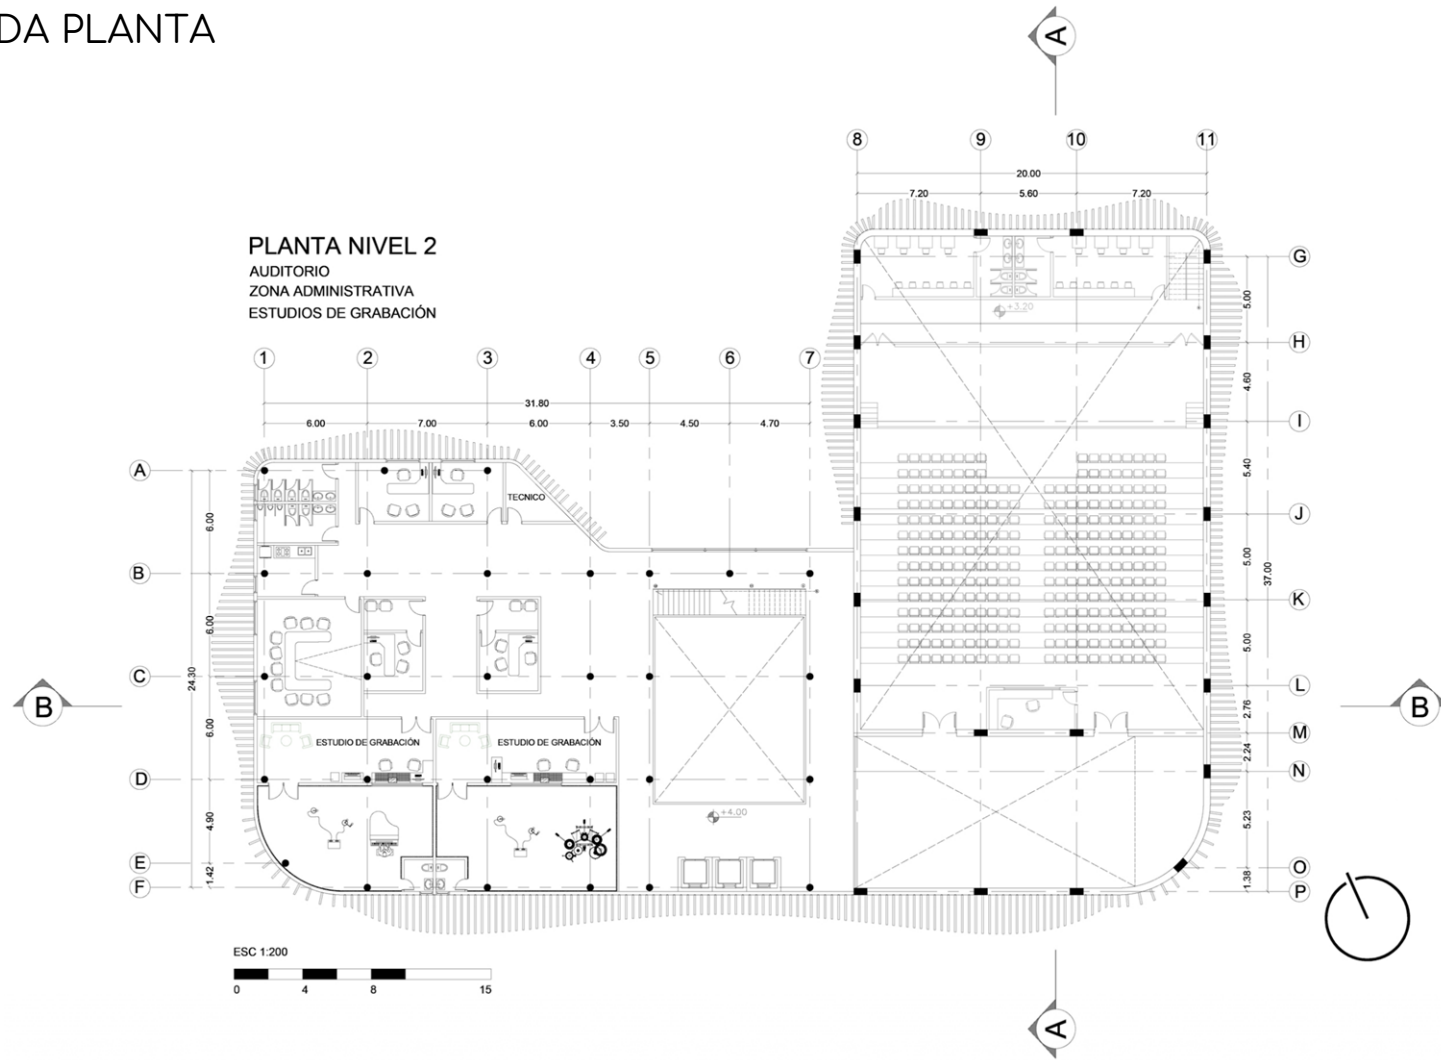 DA PLANTA
A
8 9 10 11
20.00
7.20 5.60 7.20
PLANTA NIVEL 2
AUDITORIO
ZONA ADMINISTRATIVA
ESTUDIOS DE GRABACIÓN
G
5.00
+3.20
H
1 2 3 4 5 6 7
4.60
31.80
6.00 7.00 6.00 3.50 4.50 4.70
I
5.40
A
TECNICO
J
6.00
5.00
B
37.00
K
6.00
5.00
C
24.30
L
B
B
2.76
6.00
M
ESTUDIO DE GRABACIÓN ESTUDIO DE GRABACIÓN
2.24
D
N
+4.00
4.90
5.23
E
O
1.42
1.38
F
P
ESC 1:200
0 4 8 15
A